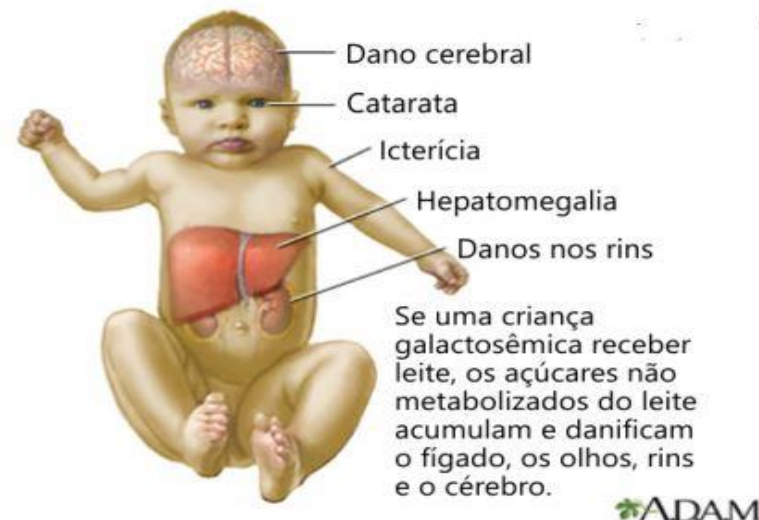 Dano cerebral
Catarata
Icterícia
Hepatomegalia
Danos nos rins
Se uma criança
galactosêmica receber
leite, os açúcares não
metabolizados do leite
acumulam e danificam
o fígado, os olhos, rins
e o cérebro.
ADAM